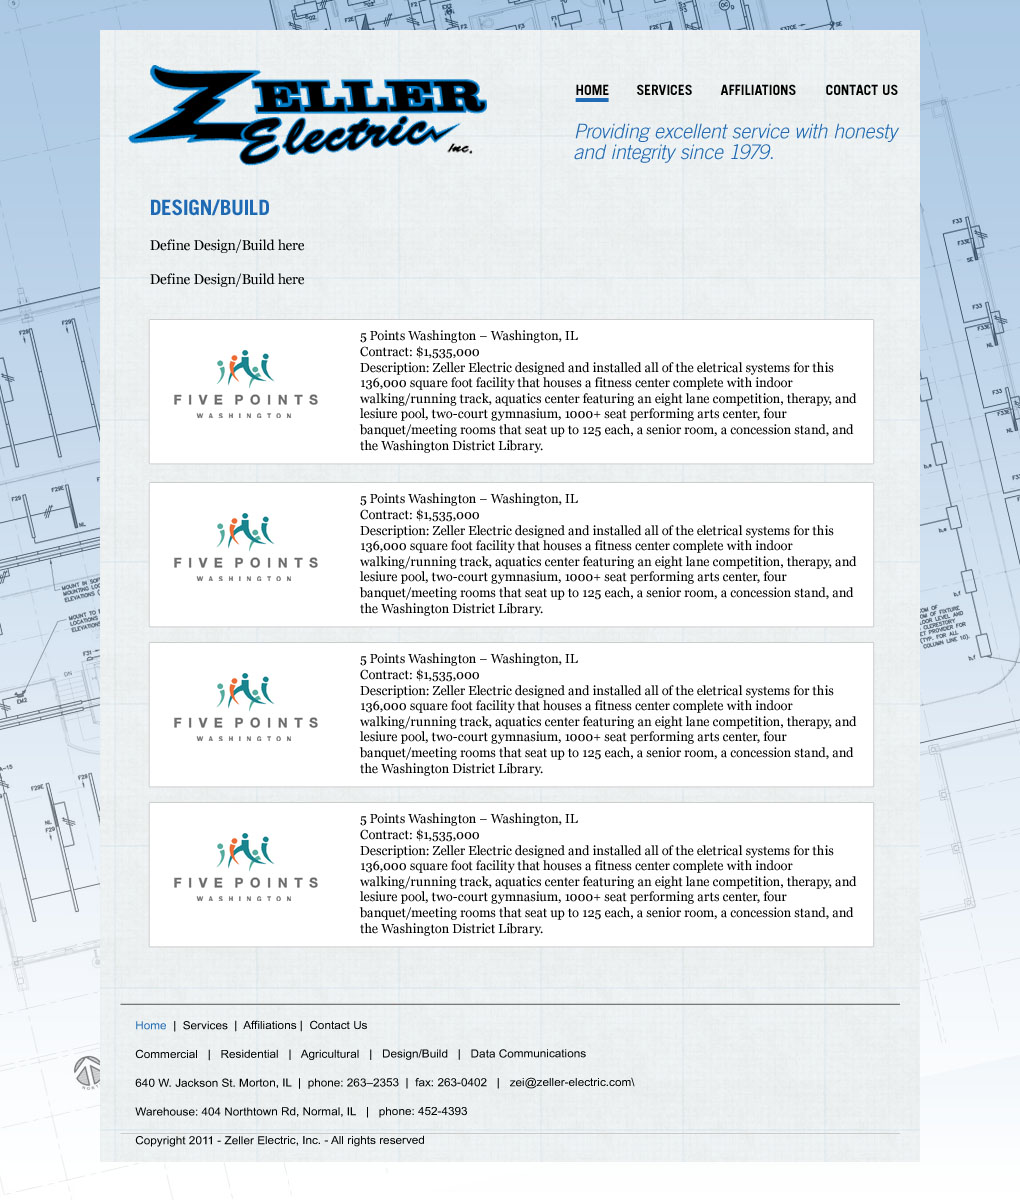 ZELLER
Electric
Inc.
HOME SERVICES AFFILIATIONS CONTACT US
Providing excellent service with honesty
and integrity since 1979.
DESIGN/BUILD
Define Design/Build here
Define Design/Build here
FIVE POINTS
WASHINGTON
5 Points Washington – Washington, IL
Contract: $1,535,000
Description: Zeller Electric designed and installed all of the eletrical systems for this
136,000 square foot facility that houses a fitness center complete with indoor
walking/running track, aquatics center featuring an eight lane competition, therapy, and
lesiure pool, two-court gymnasium, 1000+ seat performing arts center, four
banquet/meeting rooms that seat up to 125 each, a senior room, a concession stand, and
the Washington District Library.
FIVE POINTS
WASHINGTON
5 Points Washington – Washington, IL
Contract: $1,535,000
Description: Zeller Electric designed and installed all of the eletrical systems for this
136,000 square foot facility that houses a fitness center complete with indoor
walking/running track, aquatics center featuring an eight lane competition, therapy, and
lesiure pool, two-court gymnasium, 1000+ seat performing arts center, four
banquet/meeting rooms that seat up to 125 each, a senior room, a concession stand, and
the Washington District Library.
FIVE POINTS
WASHINGTON
5 Points Washington – Washington, IL
Contract: $1,535,000
Description: Zeller Electric designed and installed all of the eletrical systems for this
136,000 square foot facility that houses a fitness center complete with indoor
walking/running track, aquatics center featuring an eight lane competition, therapy, and
lesiure pool, two-court gymnasium, 1000+ seat performing arts center, four
banquet/meeting rooms that seat up to 125 each, a senior room, a concession stand, and
the Washington District Library.
FIVE POINTS
WASHINGTON
5 Points Washington – Washington, IL
Contract: $1,535,000
Description: Zeller Electric designed and installed all of the eletrical systems for this
136,000 square foot facility that houses a fitness center complete with indoor
walking/running track, aquatics center featuring an eight lane competition, therapy, and
lesiure pool, two-court gymnasium, 1000+ seat performing arts center, four
banquet/meeting rooms that seat up to 125 each, a senior room, a concession stand, and
the Washington District Library.
Home | Services | Affiliations | Contact Us
Commercial | Residential | Agricultural | Design/Build | Data Communications
640 W. Jackson St. Morton, IL | phone: 263–2353 | fax: 263-0402 | zei@zeller-electric.com\
Warehouse: 404 Northtown Rd, Normal, IL | phone: 452-4393
Copyright 2011 - Zeller Electric, Inc. - All rights reserved